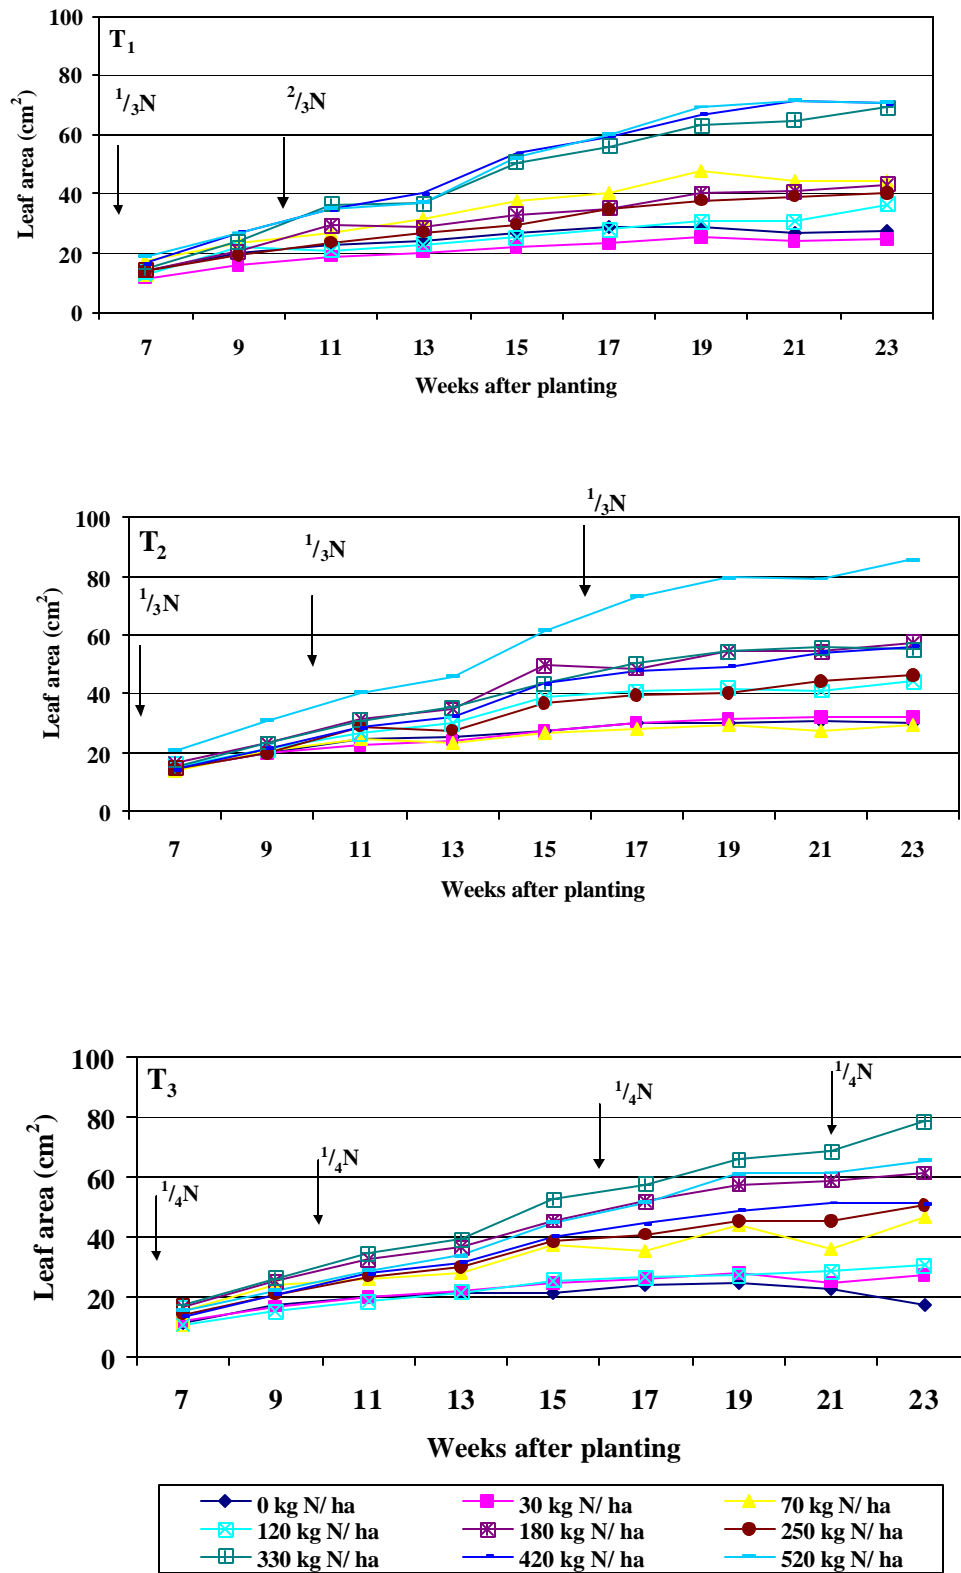 T1
1/3N
2/3N
Leaf area (cm2)
100
80
60
40
20
0
7 9 11 13 15 17 19 21 23
Weeks after planting
T2
1/3N
1/3N
1/3N
Leaf area (cm2)
100
80
60
40
20
0
7 9 11 13 15 17 19 21 23
Weeks after planting
T3
1/4N
1/4N
1/4N
1/4N
Leaf area (cm2)
100
80
60
40
20
0
7 9 11 13 15 17 19 21 23
Weeks after planting
0 kg N/ ha 30 kg N/ ha 70 kg N/ ha
120 kg N/ ha 180 kg N/ ha 250 kg N/ ha
330 kg N/ ha 420 kg N/ ha 520 kg N/ ha